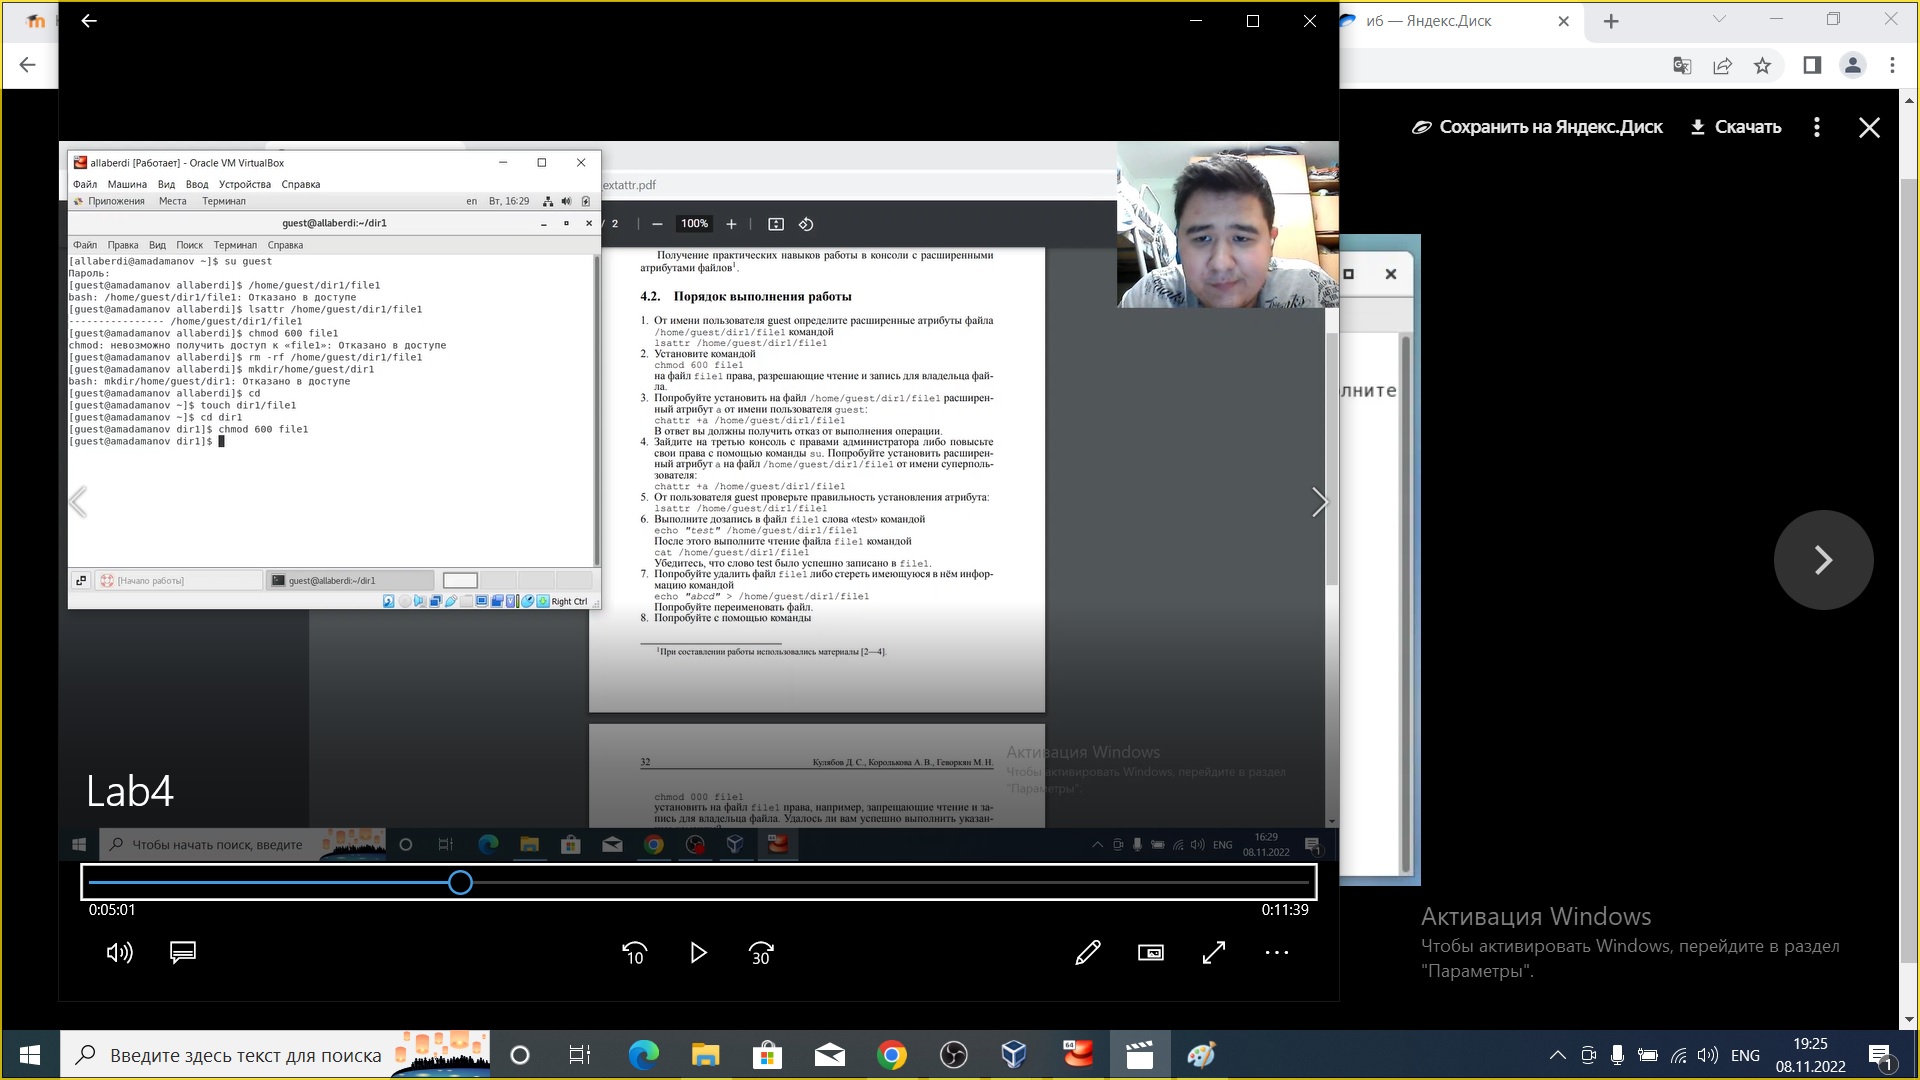 иб — Яндекс.Диск
Сохранить на Яндекс.Диск
Скачать
allaberdi [Работает] - Oracle VM VirtualBox
Файл Машина Вид Ввод Устройства Справка
Приложения Места Терминал en Вт, 16:29
guest@allaberdi:~/dir1
Файл Правка Вид Поиск Терминал Справка
[allaberdi@amadamanov ~]$ su guest
Пароль:
[guest@amadamanov allaberdi]$ /home/guest/dir1/file1
bash: /home/guest/dir1/file1: Отказано в доступе
[guest@amadamanov allaberdi]$ lsattr /home/guest/dir1/file1
---------------- /home/guest/dir1/file1
[guest@amadamanov allaberdi]$ chmod 600 file1
chmod: невозможно получить доступ к «file1»: Отказано в доступе
[guest@amadamanov allaberdi]$ rm -rf /home/guest/dir1/file1
[guest@amadamanov allaberdi]$ mkdir/home/guest/dir1
bash: mkdir/home/guest/dir1: Отказано в доступе
[guest@amadamanov allaberdi]$ cd
[guest@amadamanov ~]$ touch dir1/file1
[guest@amadamanov ~]$ cd dir1
[guest@amadamanov dir1]$ chmod 600 file1
[guest@amadamanov dir1]$
[Начало работы]
guest@allaberdi:~/dir1
Right Ctrl
extattr.pdf
/ 2
100%
Получение практических навыков работы в консоли с расширенными
атрибутами файлов¹.
4.2. Порядок выполнения работы
1. От имени пользователя guest определите расширенные атрибуты файла
/home/guest/dir1/file1 командой
lsattr /home/guest/dir1/file1
2. Установите командой
chmod 600 file1
на файл file1 права, разрешающие чтение и запись для владельца фай-
ла.
3. Попробуйте установить на файл /home/guest/dir1/file1 расширен-
ный атрибут a от имени пользователя guest:
chattr +a /home/guest/dir1/file1
В ответ вы должны получить отказ от выполнения операции.
4. Зайдите на третью консоль с правами администратора либо повысьте
свои права с помощью команды su. Попробуйте установить расширен-
ный атрибут a на файл /home/guest/dir1/file1 от имени суперполь-
зователя:
chattr +a /home/guest/dir1/file1
5. От пользователя guest проверьте правильность установления атрибута:
lsattr /home/guest/dir1/file1
6. Выполните дозапись в файл file1 слова «test» командой
echo "test" /home/guest/dir1/file1
После этого выполните чтение файла file1 командой
cat /home/guest/dir1/file1
Убедитесь, что слово test было успешно записано в file1.
7. Попробуйте удалить файл file1 либо стереть имеющуюся в нём инфор-
мацию командой
echo "abcd" > /home/guest/dir1/file1
Попробуйте переименовать файл.
8. Попробуйте с помощью команды
¹При составлении работы использовались материалы [2—4].
32 Кулябов Д. С., Королькова А. В., Геворкян М. Н.
chmod 000 file1
установить на файл file1 права, например, запрещающие чтение и за-
пись для владельца файла. Удалось ли вам успешно выполнить указан-
лните
Активация Windows
Чтобы активировать Windows, перейдите в раздел
"Параметры".
Lab4
Чтобы начать поиск, введите
ENG
16:29
08.11.2022
1
0:05:01
0:11:39
10
30
Активация Windows
Чтобы активировать Windows, перейдите в раздел
"Параметры".
Введите здесь текст для поиска
64
ENG
19:25
08.11.2022
1